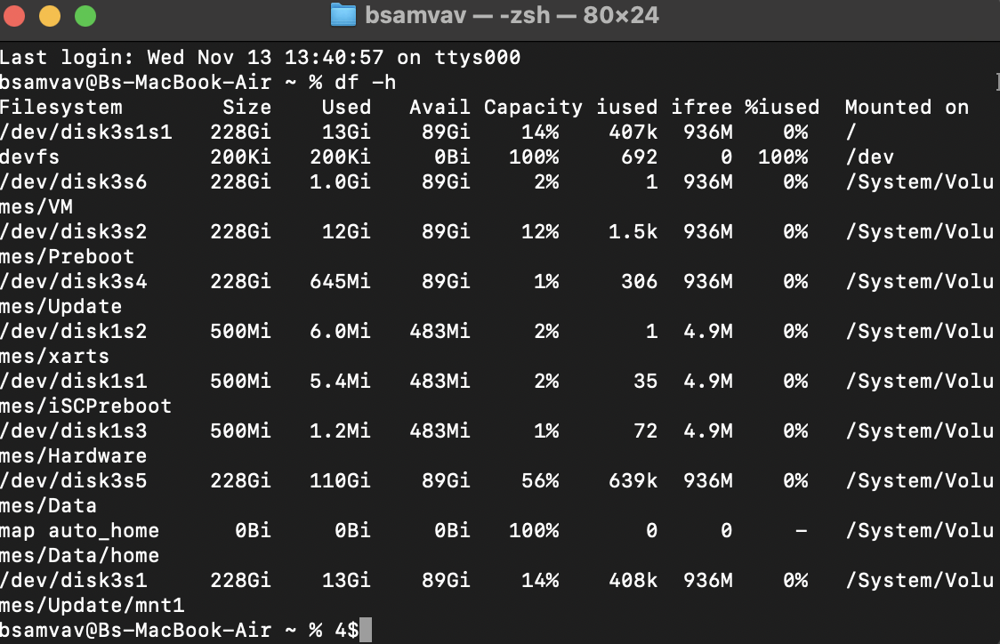 bsamvav — -zsh — 80×24
Last login: Wed Nov 13 13:40:57 on ttys000
bsamvav@Bs-MacBook-Air ~ % df -h
Filesystem        Size    Used   Avail Capacity iused ifree %iused  Mounted on
/dev/disk3s1s1   228Gi    13Gi    89Gi    14%    407k  936M    0%   /
devfs            200Ki   200Ki     0Bi   100%     692     0  100%   /dev
/dev/disk3s6     228Gi   1.0Gi    89Gi     2%       1  936M    0%   /System/Volu
mes/VM
/dev/disk3s2     228Gi    12Gi    89Gi    12%    1.5k  936M    0%   /System/Volu
mes/Preboot
/dev/disk3s4     228Gi   645Mi    89Gi     1%     306  936M    0%   /System/Volu
mes/Update
/dev/disk1s2     500Mi   6.0Mi   483Mi     2%       1  4.9M    0%   /System/Volu
mes/xarts
/dev/disk1s1     500Mi   5.4Mi   483Mi     2%      35  4.9M    0%   /System/Volu
mes/iSCPreboot
/dev/disk1s3     500Mi   1.2Mi   483Mi     1%      72  4.9M    0%   /System/Volu
mes/Hardware
/dev/disk3s5     228Gi   110Gi    89Gi    56%    639k  936M    0%   /System/Volu
mes/Data
map auto_home      0Bi     0Bi     0Bi   100%       0     0     -   /System/Volu
mes/Data/home
/dev/disk3s1     228Gi    13Gi    89Gi    14%    408k  936M    0%   /System/Volu
mes/Update/mnt1
bsamvav@Bs-MacBook-Air ~ % 4$